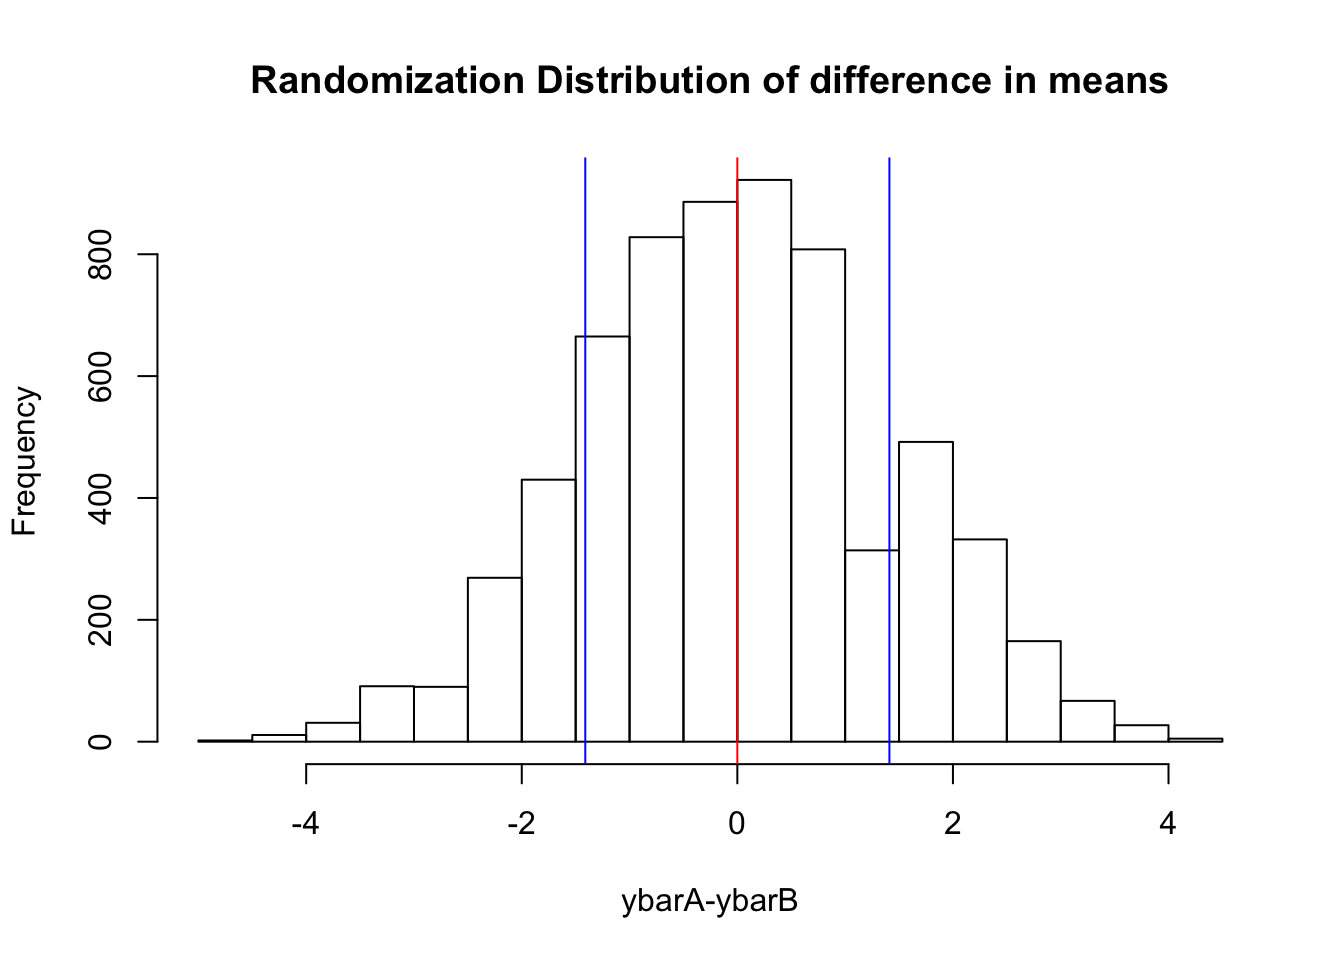 Randomization Distribution of difference in means
Frequency
800
600
400
200
0
-4 -2 0 2 4
ybarA-ybarB